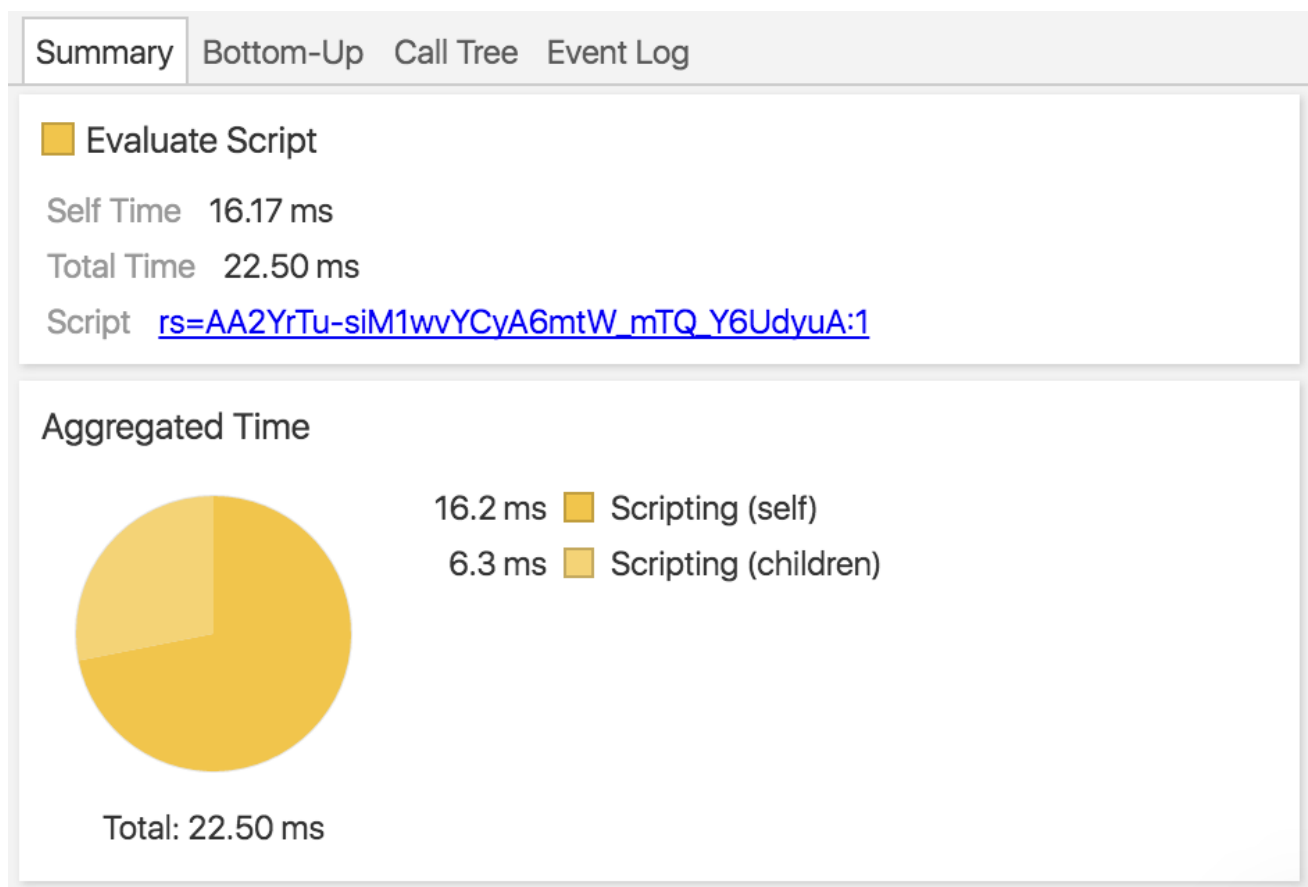 Summary Bottom-Up Call Tree Event Log
Evaluate Script
Self Time 16.17 ms
Total Time 22.50 ms
Script rs=AA2YrTu-siM1wvYCyA6mtW_mTQ_Y6UdyuA:1
Aggregated Time
16.2 ms Scripting (self)
6.3 ms Scripting (children)
Total: 22.50 ms